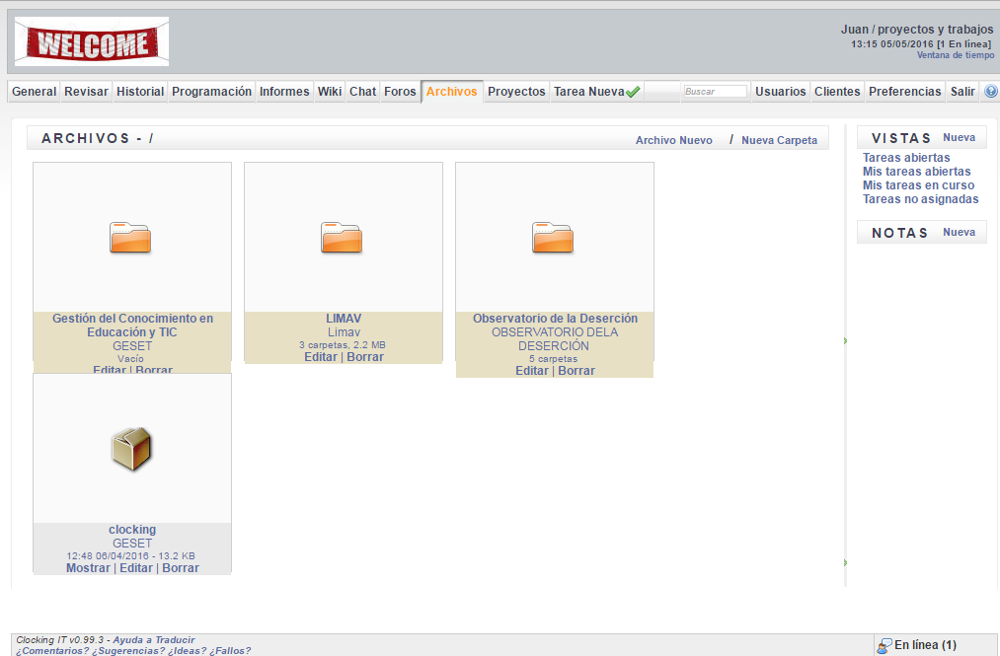 WELCOME
Juan / proyectos y trabajos
13:15 05/05/2016 [1 En línea]
Ventana de tiempo
General Revisar Historial Programación Informes Wiki Chat Foros Archivos Proyectos Tarea Nueva Buscar Usuarios Clientes Preferencias Salir ?
ARCHIVOS - /
Archivo Nuevo / Nueva Carpeta
Gestión del Conocimiento en
Educación y TIC
GESET
Vacío
Editar | Borrar
LIMAV
Limav
3 carpetas, 2.2 MB
Editar | Borrar
Observatorio de la Deserción
OBSERVATORIO DELA
DESERCIÓN
5 carpetas
Editar | Borrar
clocking
GESET
12:48 06/04/2016 - 13.2 KB
Mostrar | Editar | Borrar
VISTAS Nueva
Tareas abiertas
Mis tareas abiertas
Mis tareas en curso
Tareas no asignadas
NOTAS Nueva
Clocking IT v0.99.3 - Ayuda a Traducir
¿Comentarios? ¿Sugerencias? ¿Ideas? ¿Fallos?
En línea (1)